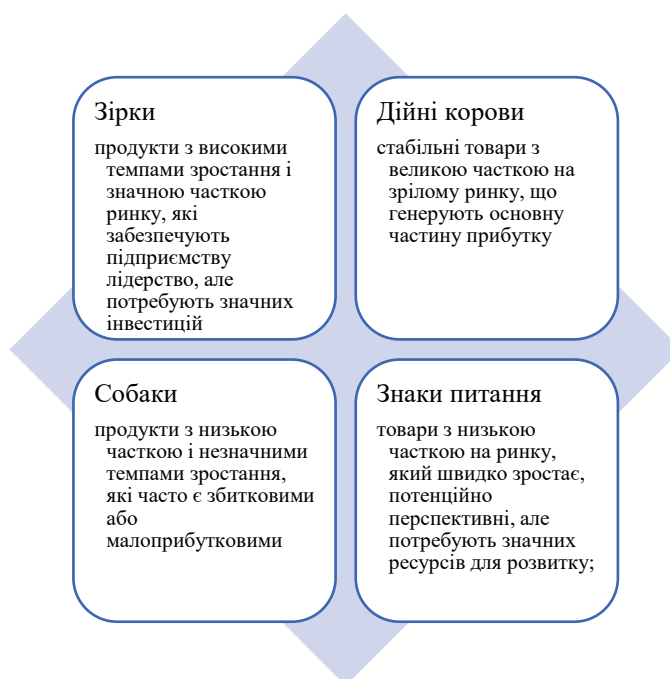 Зірки
продукти з високими
темпами зростання і
значною часткою
ринку, які
забезпечують
підприємству
лідерство, але
потребують значних
інвестицій
Дійні корови
стабільні товари з
великою часткою на
зрілому ринку, що
генерують основну
частину прибутку
Собаки
продукти з низькою
часткою і незначними
темпами зростання,
які часто є збитковими
або
малоприбутковими
Знаки питання
товари з низькою
часткою на ринку,
який швидко зростає,
потенційно
перспективні, але
потребують значних
ресурсів для розвитку;